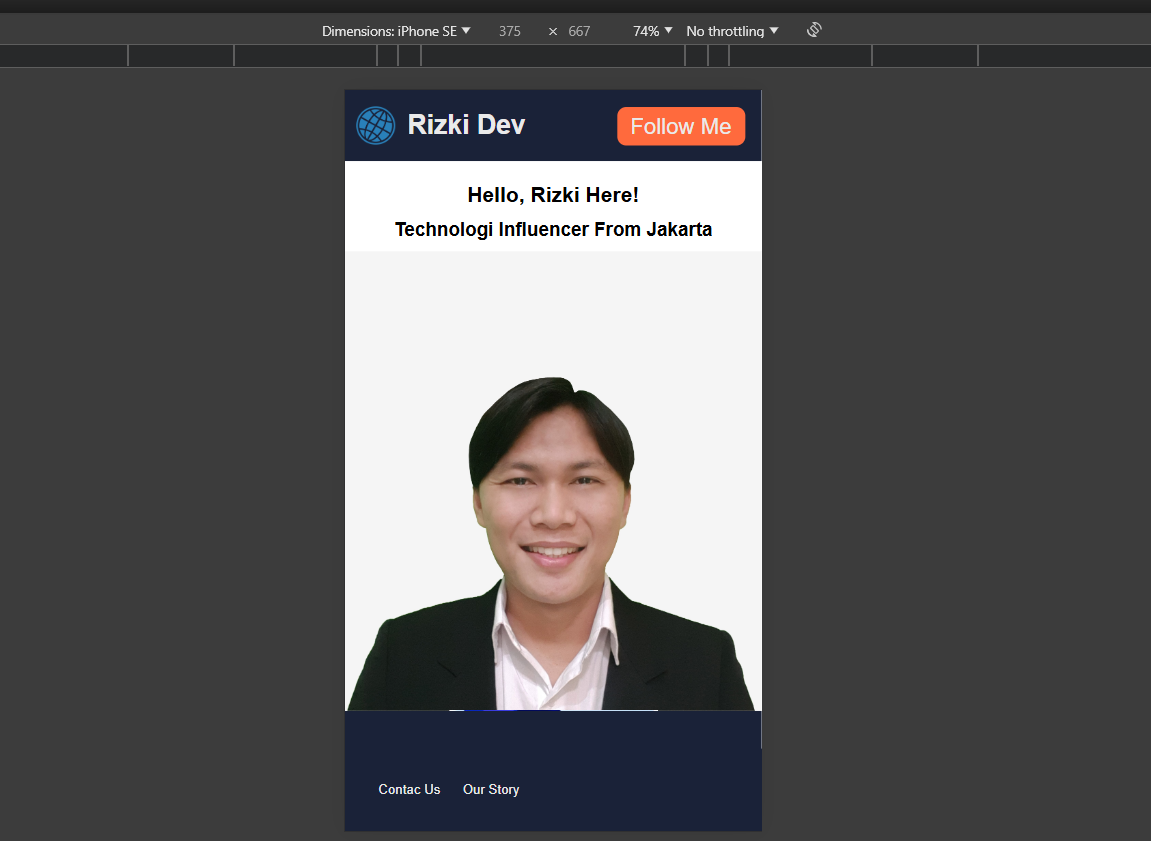 Dimensions: iPhone SE 375 × 667 74% No throttling
Rizki Dev Follow Me
Hello, Rizki Here!
Technologi Influencer From Jakarta
Contac Us Our Story